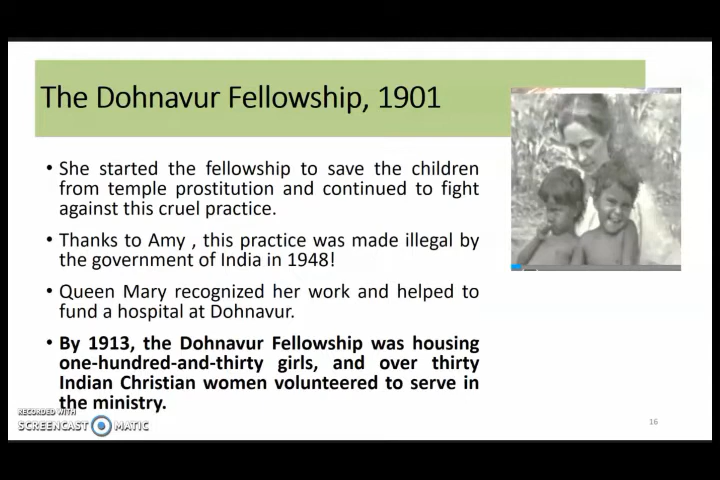 The Dohnavur Fellowship, 1901
• She started the fellowship to save the children
from temple prostitution and continued to fight
against this cruel practice.
• Thanks to Amy , this practice was made illegal by
the government of India in 1948!
• Queen Mary recognized her work and helped to
fund a hospital at Dohnavur.
• By 1913, the Dohnavur Fellowship was housing
one-hundred-and-thirty girls, and over thirty
Indian Christian women volunteered to serve in
the ministry.
RECORDED WITH
SCREENCAST MATIC
16